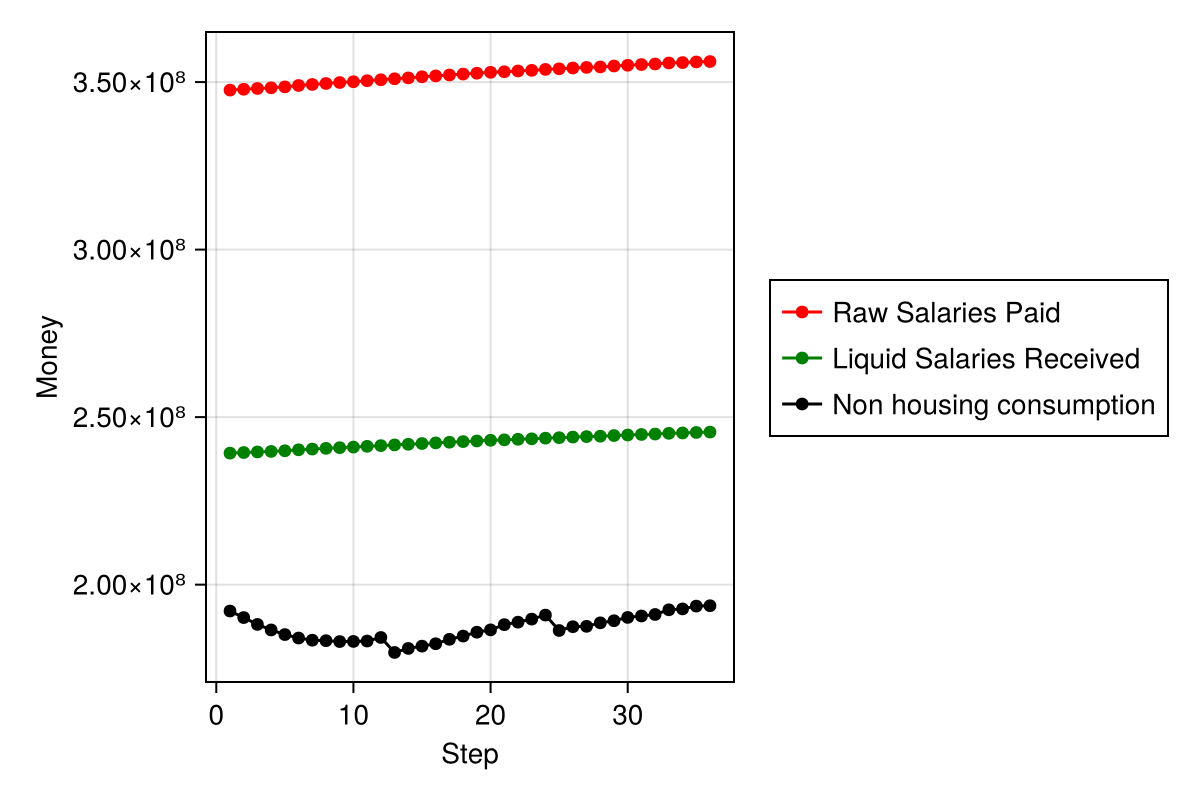 3.50×10⁸
3.00×10⁸
2.50×10⁸
2.00×10⁸
Money
0 10 20 30
Step
Raw Salaries Paid
Liquid Salaries Received
Non housing consumption